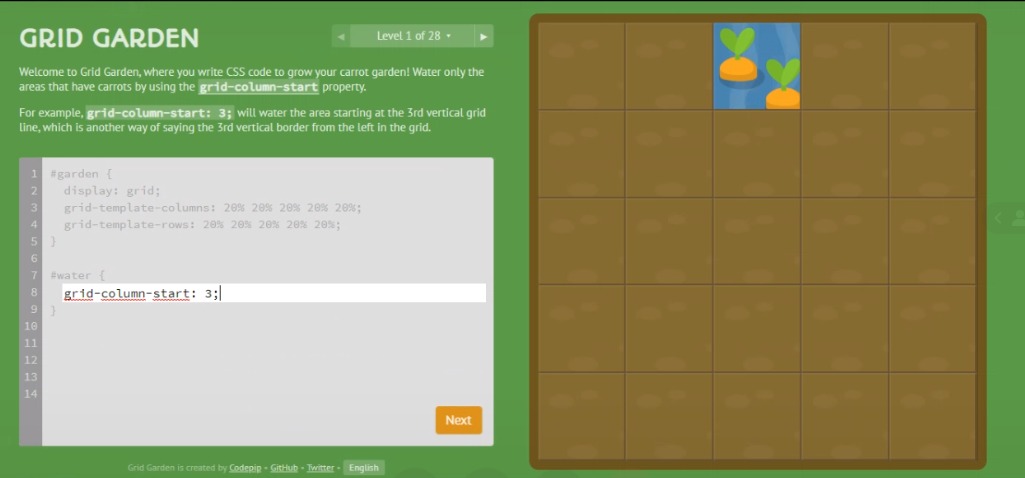 GRID GARDEN
◀ Level 1 of 28 ▾ ▶
Welcome to Grid Garden, where you write CSS code to grow your carrot garden! Water only the
areas that have carrots by using the grid-column-start property.
For example, grid-column-start: 3; will water the area starting at the 3rd vertical grid
line, which is another way of saying the 3rd vertical border from the left in the grid.
1 #garden {
2 display: grid;
3 grid-template-columns: 20% 20% 20% 20% 20%;
4 grid-template-rows: 20% 20% 20% 20% 20%;
5 }
6
7 #water {
8 grid-column-start: 3;
9 }
10
11
12
13
14
Next
Grid Garden is created by Codepip • GitHub • Twitter • English